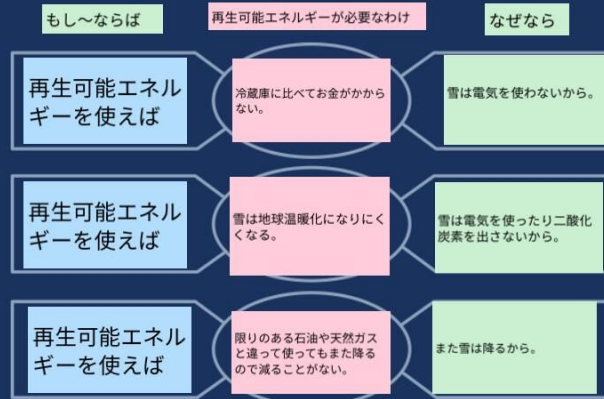 もし〜ならば
再生可能エネルギーが必要なわけ
なぜなら
再生可能エネル
ギーを使えば
冷蔵庫に比べてお金がかから
ない。
雪は電気を使わないから。
再生可能エネル
ギーを使えば
雪は地球温暖化になりにく
くなる。
雪は電気を使ったり二酸化
炭素を出さないから。
再生可能エネル
ギーを使えば
限りのある石油や天然ガス
と違って使ってもまた降る
ので減ることがない。
また雪は降るから。